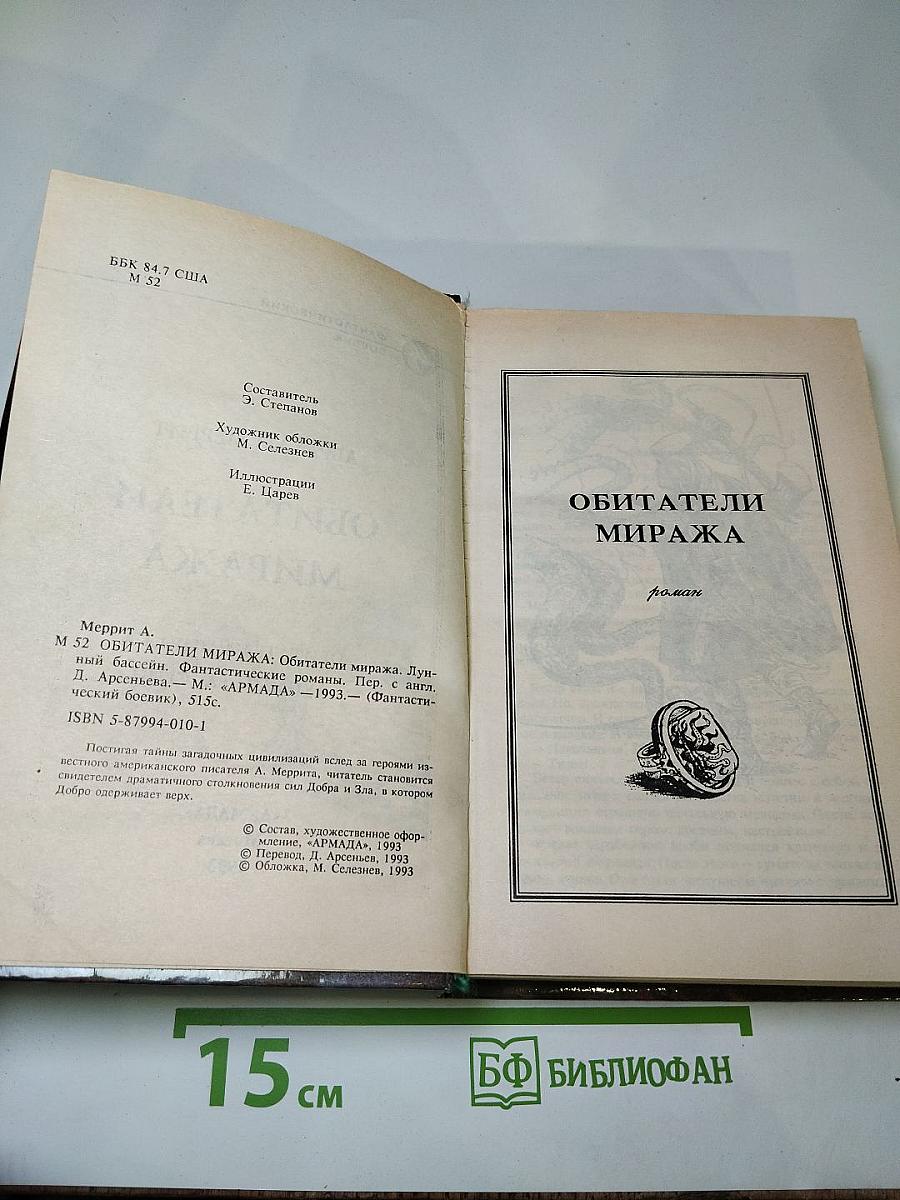 ББК 84.7 США
М 52
Составитель
Э. Степанов
Художник обложки
М. Селезнев
Иллюстрации
Е. Царев
Меррит А.
М 52 ОБИТАТЕЛИ МИРАЖА: Обитатели миража. Лун-
ный бассейн. Фантастические романы. Пер. с англ.
Д. Арсеньева.— М.: «АРМАДА» —1993.— (Фантасти-
ческий боевик), 515с.
ISBN 5-87994-010-1
Постигая тайны загадочных цивилизаций вслед за героями из-
вестного американского писателя А. Меррита, читатель становится
свидетелем драматичного столкновения сил Добра и Зла, в котором
Добро одерживает верх.
© Состав, художественное офор-
мление, «АРМАДА», 1993
© Перевод, Д. Арсеньев, 1993
© Обложка, М. Селезнев, 1993
ОБИТАТЕЛИ
МИРАЖА
роман
15 см
БФ БИБЛИОФАН